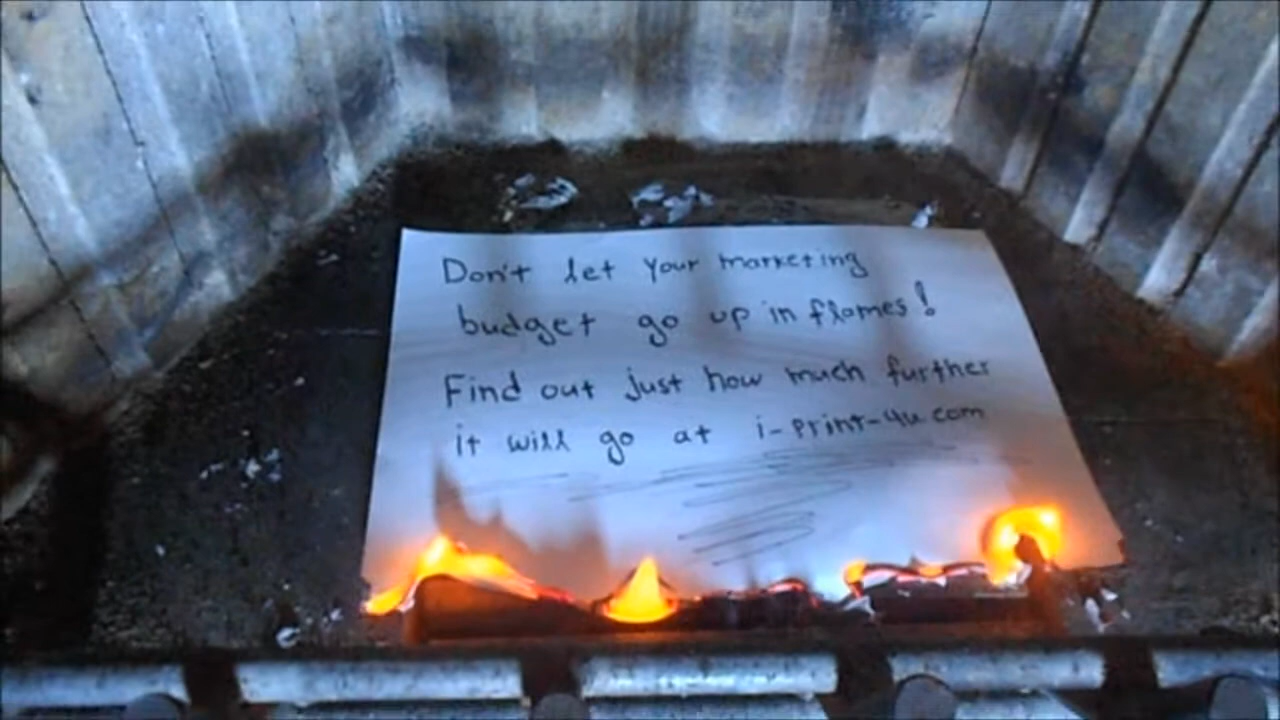 Don't let your marketing
budget go up in flames!
Find out just how much further
it will go at i-print-4u.com